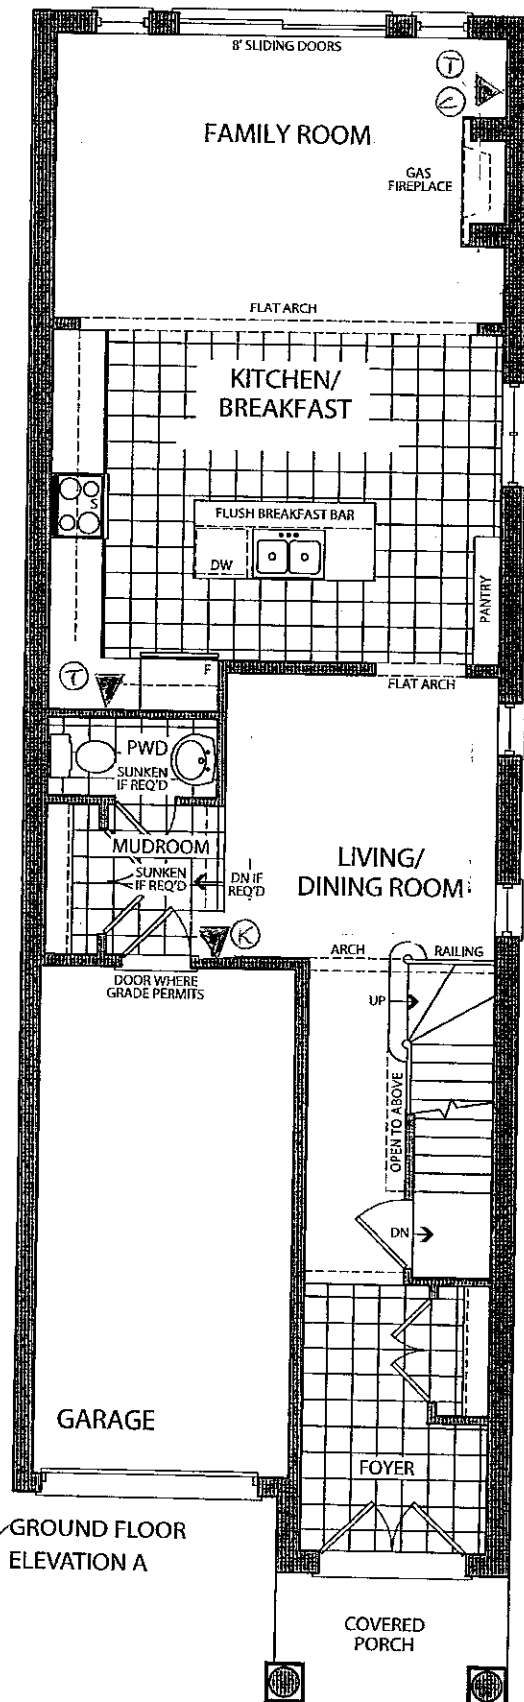 8' SLIDING DOORS
T
C
FAMILY ROOM
GAS
FIREPLACE
FLAT ARCH
KITCHEN/
BREAKFAST
S
FLUSH BREAKFAST BAR
DW
PANTRY
F
T
FLAT ARCH
PWD
SUNKEN
IF REQ'D
MUDROOM
SUNKEN
IF REQ'D
DN IF
REQ'D
LIVING/
DINING ROOM
K
ARCH
RAILING
DOOR WHERE
GRADE PERMITS
UP
OPEN TO ABOVE
DN
GARAGE
FOYER
GROUND FLOOR
ELEVATION A
COVERED
PORCH